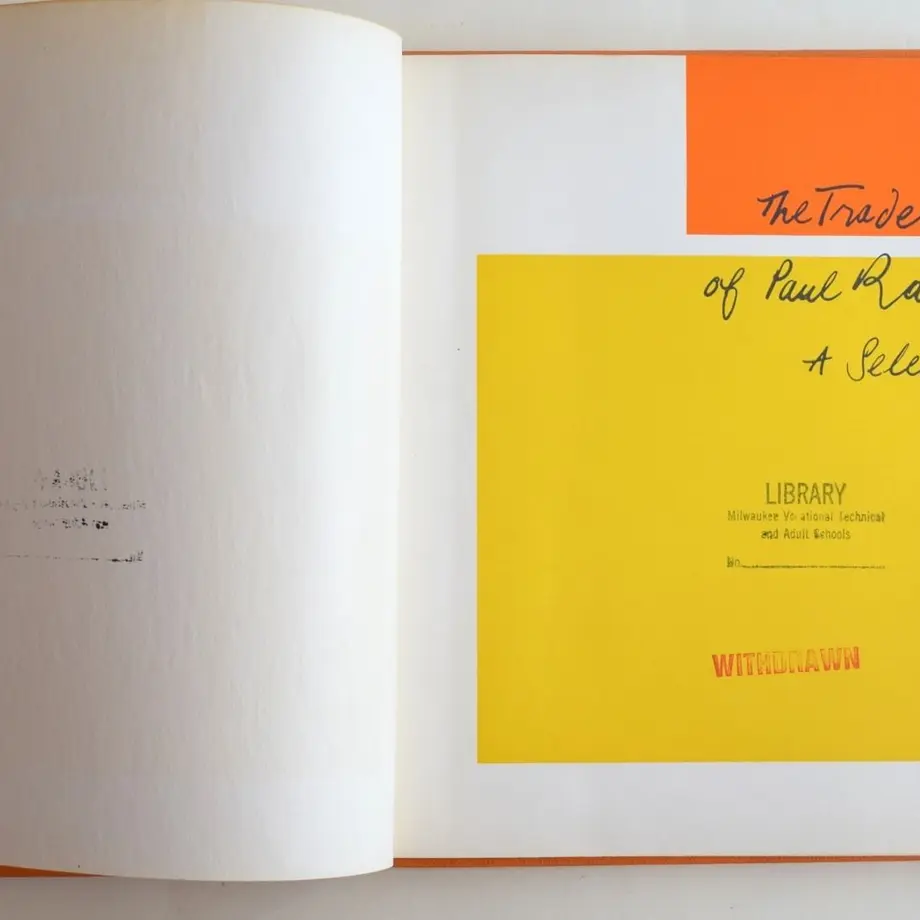 The Trade
of Paul Ra
A Sele
LIBRARY
Milwaukee Vocational Technical
and Adult Schools
No.
WITHDRAWN